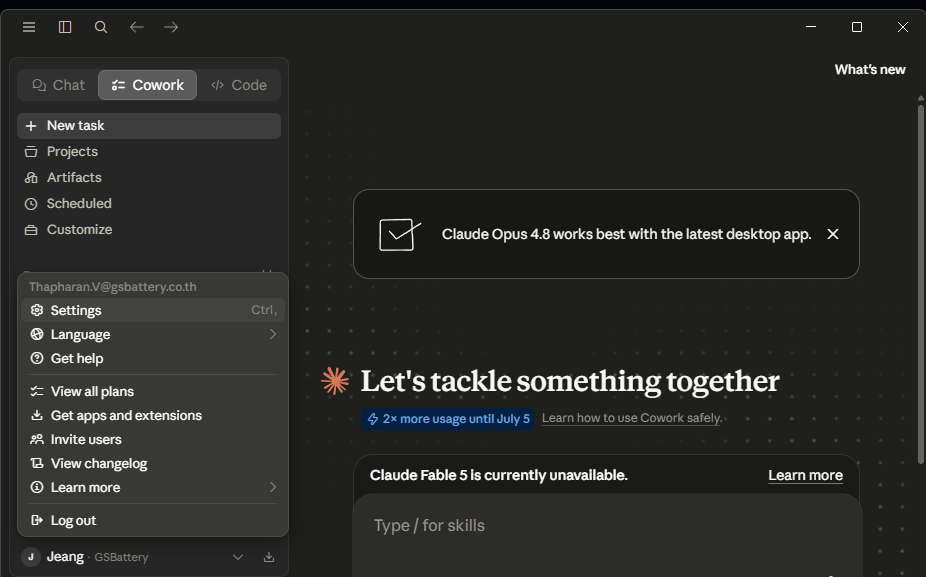 Chat
Cowork
Code
What's new
New task
Projects
Artifacts
Scheduled
Customize
Claude Opus 4.8 works best with the latest desktop app.
Thapharan.V@gsbattery.co.th
Settings Ctrl,
Language
Get help
View all plans
Get apps and extensions
Invite users
View changelog
Learn more
Log out
J Jeang · GSBattery
Let's tackle something together
2× more usage until July 5 Learn how to use Cowork safely.
Claude Fable 5 is currently unavailable. Learn more
Type / for skills